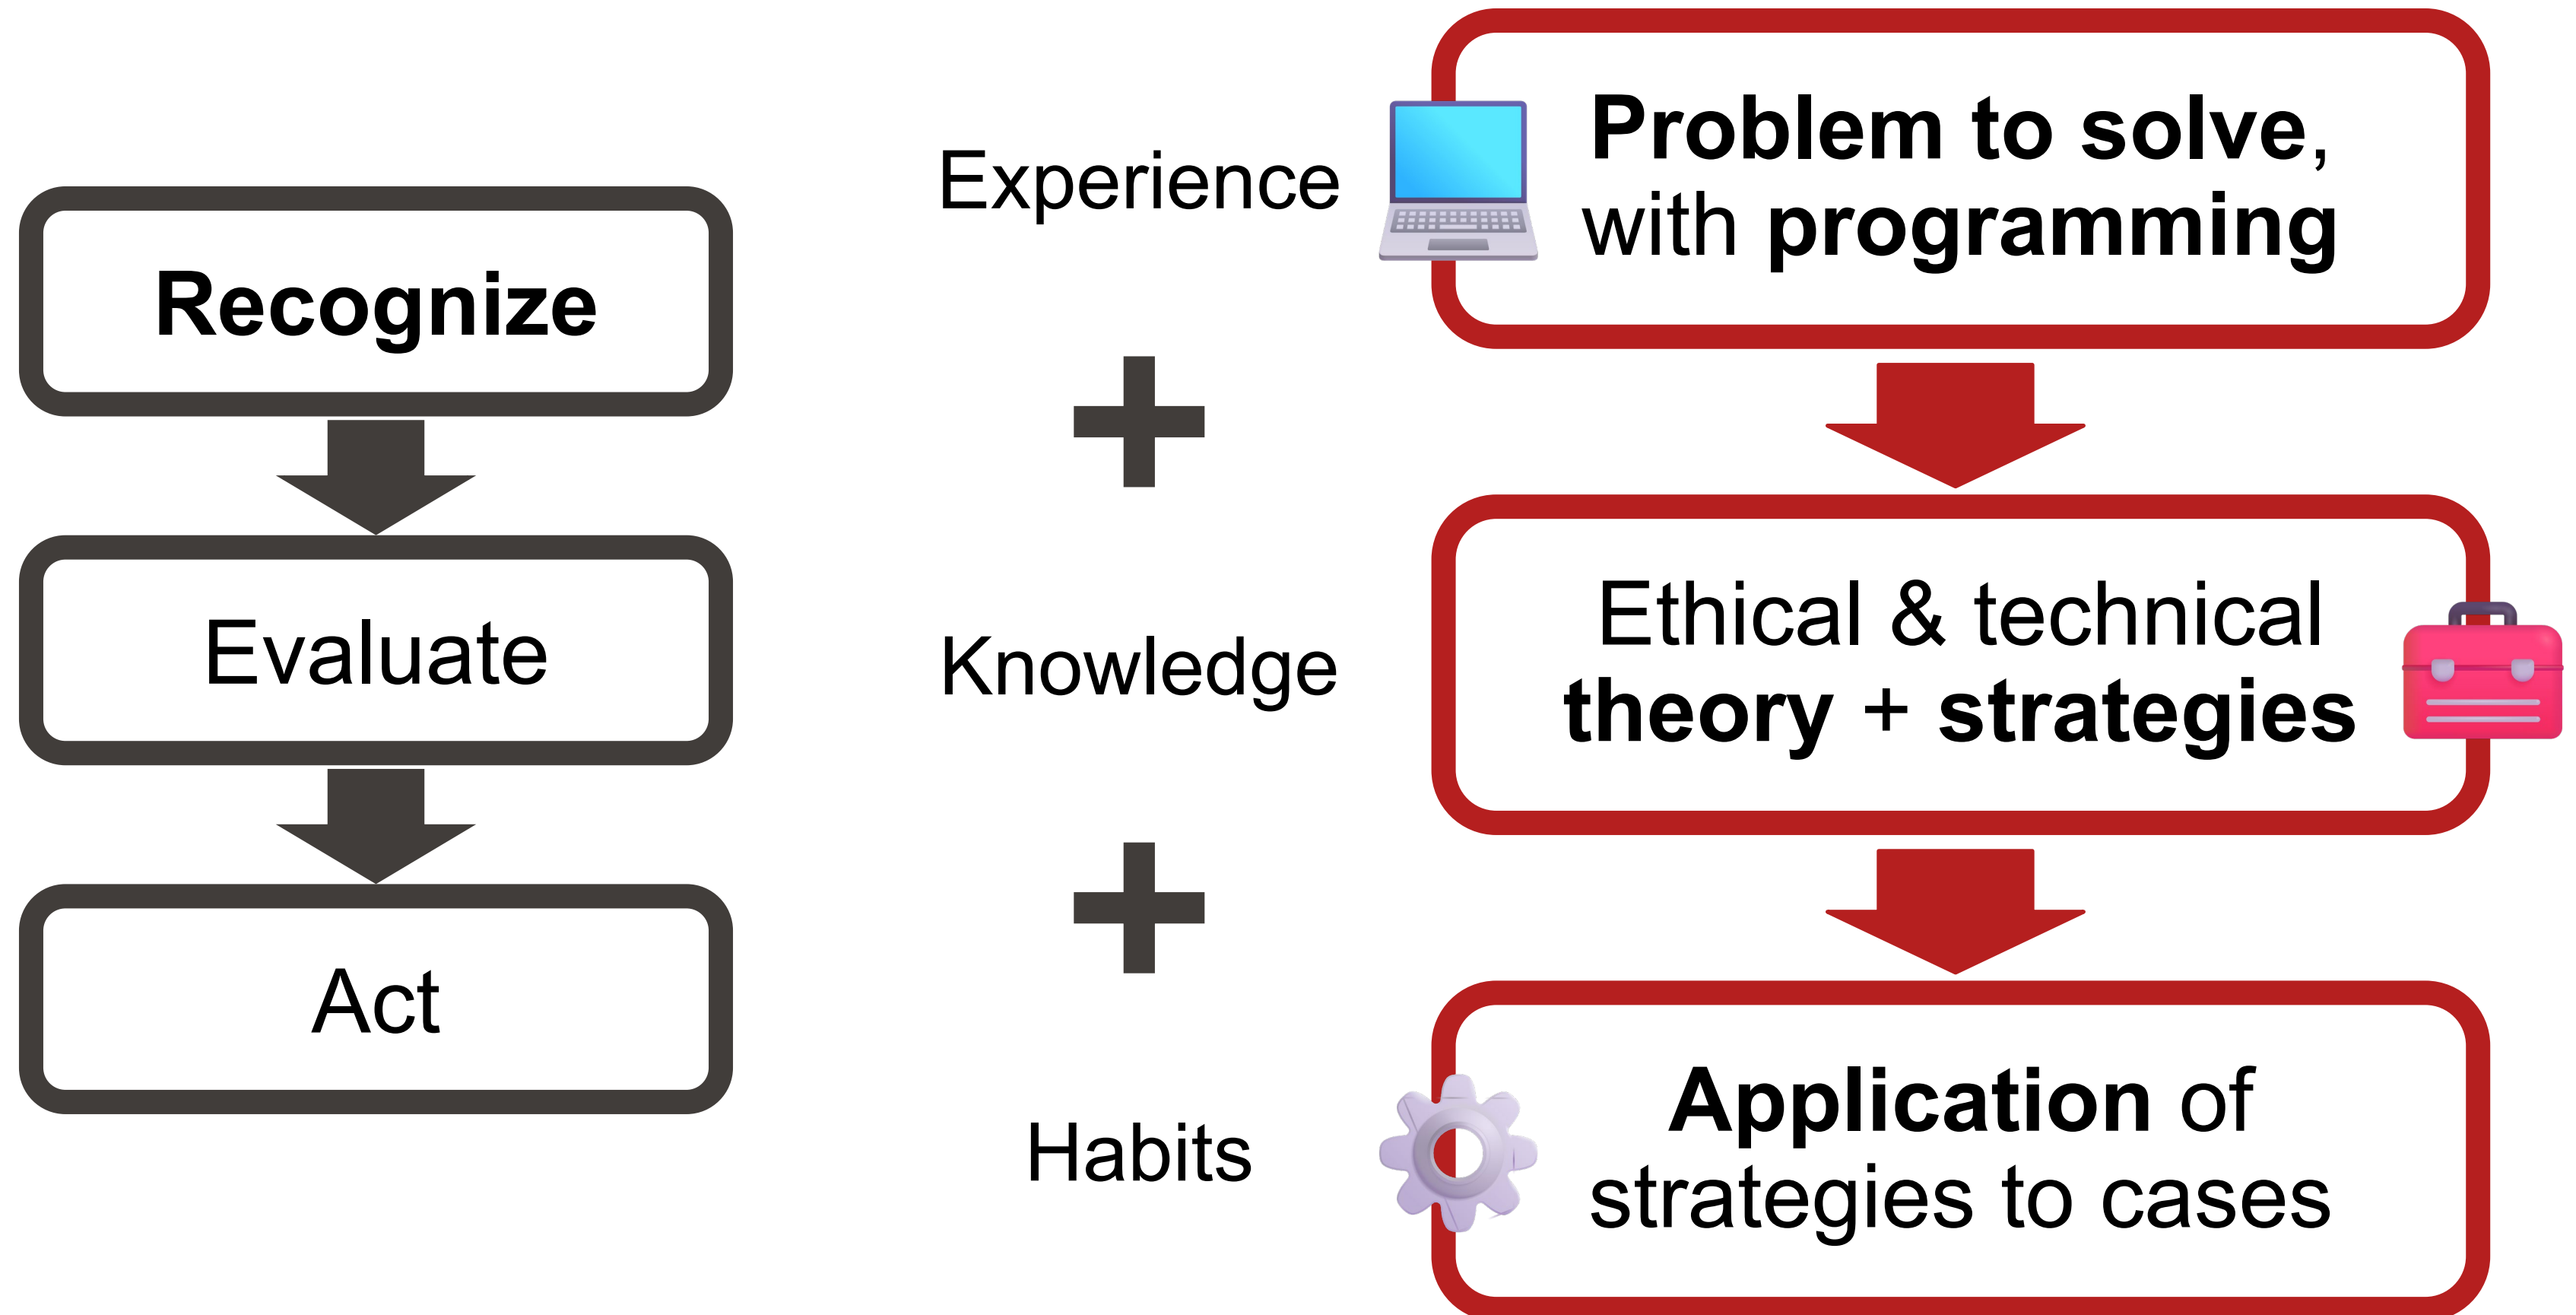 Recognize
Evaluate
Act
Experience
+
Knowledge
+
Habits
Problem to solve,
with programming
Ethical & technical
theory + strategies
Application of
strategies to cases